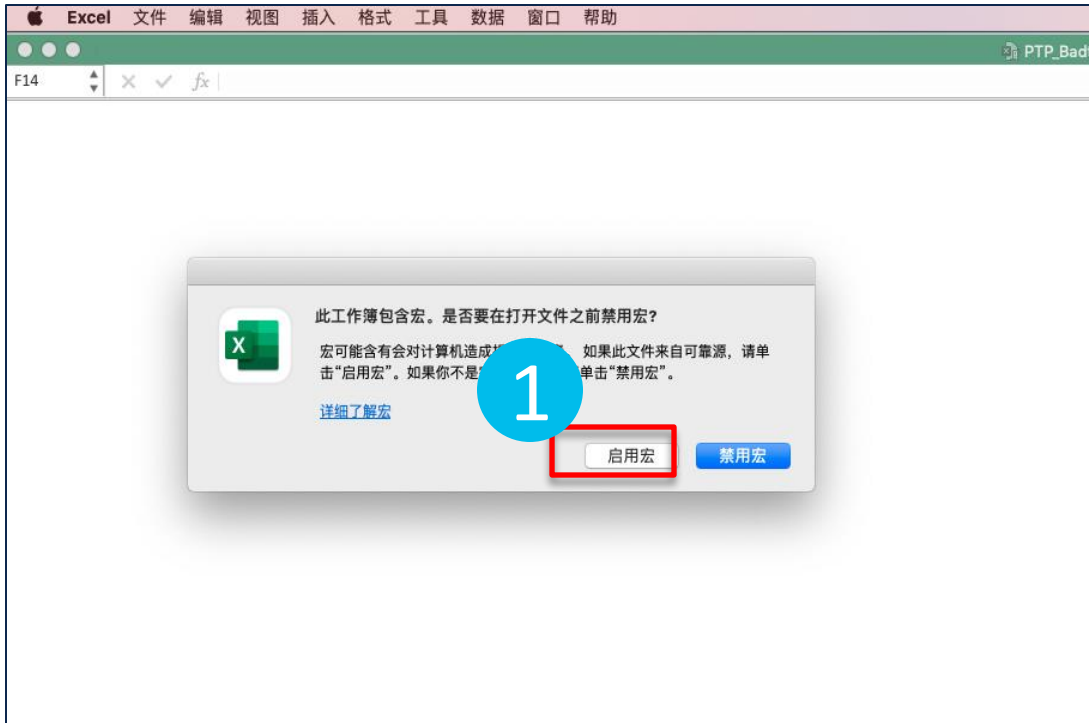 Excel 文件 编辑 视图 插入 格式 工具 数据 窗口 帮助
PTP_Bad
F14 fx
此工作簿包含宏。是否要在打开文件之前禁用宏?
宏可能含有会对计算机造成 如果此文件来自可靠源，请单
击“启用宏”。如果你不是 单击“禁用宏”。
1
详细了解宏
启用宏 禁用宏